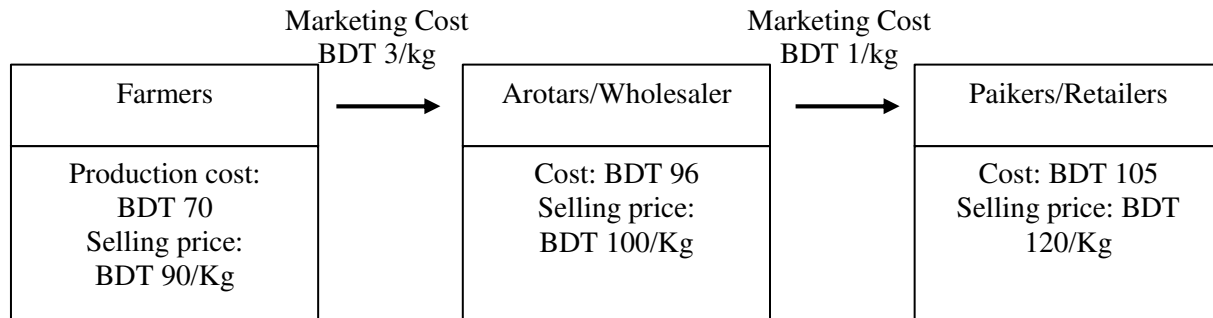 Marketing Cost
BDT 3/kg
Marketing Cost
BDT 1/kg
Farmers
Arotars/Wholesaler
Paikers/Retailers
Production cost:
BDT 70
Selling price:
BDT 90/Kg
Cost: BDT 96
Selling price:
BDT 100/Kg
Cost: BDT 105
Selling price: BDT
120/Kg